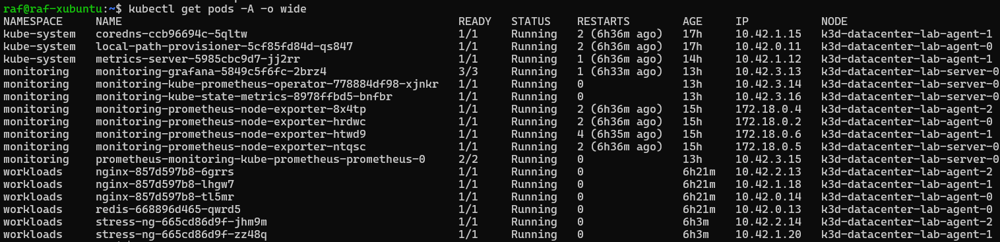 raf@raf-xubuntu:~$ kubectl get pods -A -o wide
NAMESPACE     NAME                                                   READY   STATUS    RESTARTS        AGE     IP           NODE
kube-system   coredns-ccb96694c-5qltw                                1/1     Running   2 (6h36m ago)   17h     10.42.1.15   k3d-datacenter-lab-agent-1
kube-system   local-path-provisioner-5cf85fd84d-qs847                1/1     Running   2 (6h36m ago)   17h     10.42.0.11   k3d-datacenter-lab-agent-0
kube-system   metrics-server-5985cbc9d7-jj2rr                        1/1     Running   1 (6h36m ago)   14h     10.42.1.12   k3d-datacenter-lab-agent-1
monitoring    monitoring-grafana-5849c5f6fc-2brz4                    3/3     Running   1 (6h33m ago)   13h     10.42.3.13   k3d-datacenter-lab-server-0
monitoring    monitoring-kube-prometheus-operator-778884df98-xjnkr   1/1     Running   0               13h     10.42.3.14   k3d-datacenter-lab-server-0
monitoring    monitoring-kube-state-metrics-8978ffbd5-bnfbr          1/1     Running   0               13h     10.42.3.16   k3d-datacenter-lab-server-0
monitoring    monitoring-prometheus-node-exporter-8x4tp              1/1     Running   2 (6h36m ago)   15h     172.18.0.4   k3d-datacenter-lab-agent-2
monitoring    monitoring-prometheus-node-exporter-hrdwc              1/1     Running   2 (6h36m ago)   15h     172.18.0.2   k3d-datacenter-lab-agent-0
monitoring    monitoring-prometheus-node-exporter-htwd9              1/1     Running   4 (6h35m ago)   15h     172.18.0.6   k3d-datacenter-lab-agent-1
monitoring    monitoring-prometheus-node-exporter-ntqsc              1/1     Running   2 (6h36m ago)   15h     172.18.0.5   k3d-datacenter-lab-server-0
monitoring    prometheus-monitoring-kube-prometheus-prometheus-0     2/2     Running   0               13h     10.42.3.15   k3d-datacenter-lab-server-0
workloads     nginx-857d597b8-6grrs                                  1/1     Running   0               6h21m   10.42.2.13   k3d-datacenter-lab-agent-2
workloads     nginx-857d597b8-lhgw7                                  1/1     Running   0               6h21m   10.42.1.18   k3d-datacenter-lab-agent-1
workloads     nginx-857d597b8-tl5mr                                  1/1     Running   0               6h21m   10.42.0.14   k3d-datacenter-lab-agent-0
workloads     redis-668896d465-qwrd5                                 1/1     Running   0               6h21m   10.42.0.13   k3d-datacenter-lab-agent-0
workloads     stress-ng-665cd86d9f-jhm9m                             1/1     Running   0               6h3m    10.42.2.14   k3d-datacenter-lab-agent-2
workloads     stress-ng-665cd86d9f-zz48q                             1/1     Running   0               6h3m    10.42.1.20   k3d-datacenter-lab-agent-1